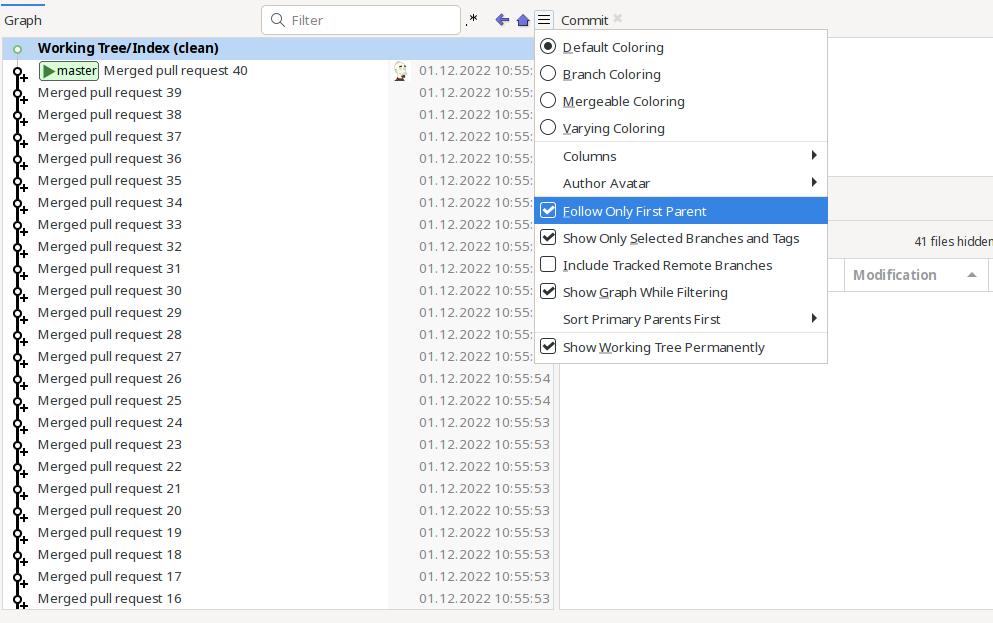 Graph
Filter
.*
Commit
Working Tree/Index (clean)
master Merged pull request 40 01.12.2022 10:55:
Merged pull request 39 01.12.2022 10:55:
Merged pull request 38 01.12.2022 10:55:
Merged pull request 37 01.12.2022 10:55:
Merged pull request 36 01.12.2022 10:55:
Merged pull request 35 01.12.2022 10:55:
Merged pull request 34 01.12.2022 10:55:
Merged pull request 33 01.12.2022 10:55:
Merged pull request 32 01.12.2022 10:55:
Merged pull request 31 01.12.2022 10:55:
Merged pull request 30 01.12.2022 10:55:
Merged pull request 29 01.12.2022 10:55:
Merged pull request 28 01.12.2022 10:55:
Merged pull request 27 01.12.2022 10:55:
Merged pull request 26 01.12.2022 10:55:54
Merged pull request 25 01.12.2022 10:55:54
Merged pull request 24 01.12.2022 10:55:53
Merged pull request 23 01.12.2022 10:55:53
Merged pull request 22 01.12.2022 10:55:53
Merged pull request 21 01.12.2022 10:55:53
Merged pull request 20 01.12.2022 10:55:53
Merged pull request 19 01.12.2022 10:55:53
Merged pull request 18 01.12.2022 10:55:53
Merged pull request 17 01.12.2022 10:55:53
Merged pull request 16 01.12.2022 10:55:53
Default Coloring
Branch Coloring
Mergeable Coloring
Varying Coloring
Columns
Author Avatar
Follow Only First Parent
Show Only Selected Branches and Tags
Include Tracked Remote Branches
Show Graph While Filtering
Sort Primary Parents First
Show Working Tree Permanently
41 files hidden
Modification